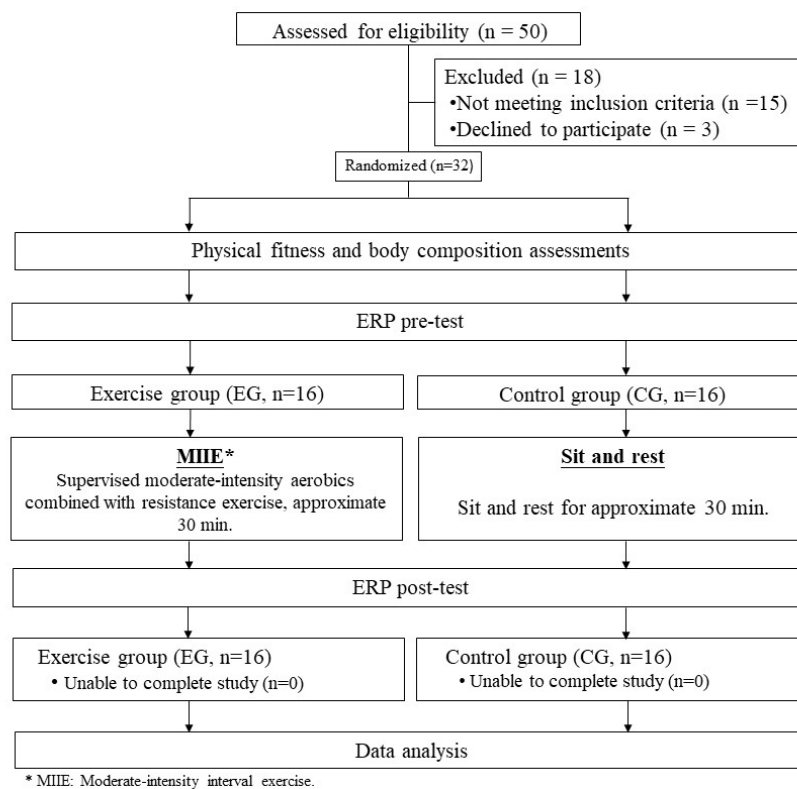 Assessed for eligibility (n = 50)
Excluded (n = 18)
•Not meeting inclusion criteria (n =15)
•Declined to participate (n = 3)
Randomized (n=32)
Physical fitness and body composition assessments
ERP pre-test
Exercise group (EG, n=16)
Control group (CG, n=16)
MIIE*
Supervised moderate-intensity aerobics
combined with resistance exercise, approximate
30 min.
Sit and rest
Sit and rest for approximate 30 min.
ERP post-test
Exercise group (EG, n=16)
• Unable to complete study (n=0)
Control group (CG, n=16)
• Unable to complete study (n=0)
Data analysis
* MIIE: Moderate-intensity interval exercise.